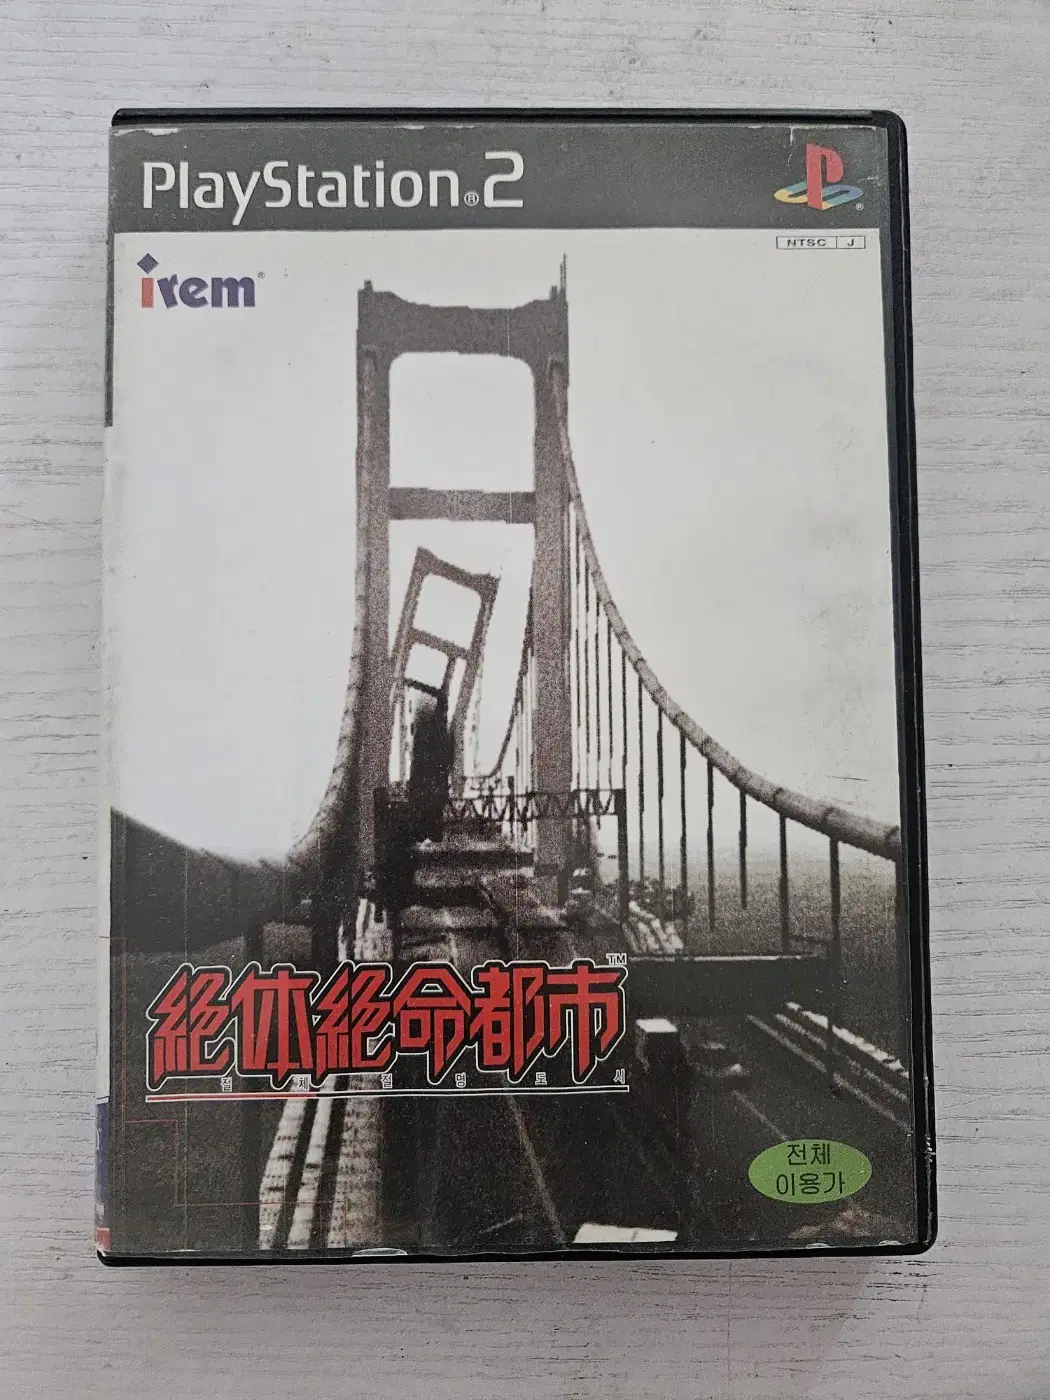 PlayStation®2
NTSC J
irem®
絶体絶命都市™
절체절명도시
전체
이용가